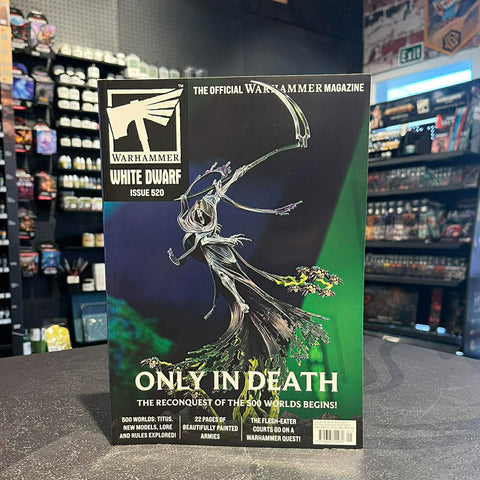 THE OFFICIAL WARHAMMER MAGAZINE
WARHAMMER
WHITE DWARF
ISSUE 520
ONLY IN DEATH
THE RECONQUEST OF THE 500 WORLDS BEGINS!
500 WORLDS: TITUS,
NEW MODELS, LORE
AND RULES EXPLORED!
22 PAGES OF
BEAUTIFULLY PAINTED
ARMIES
THE FLESH-EATER
COURTS GO ON A
WARHAMMER QUEST!
Exit